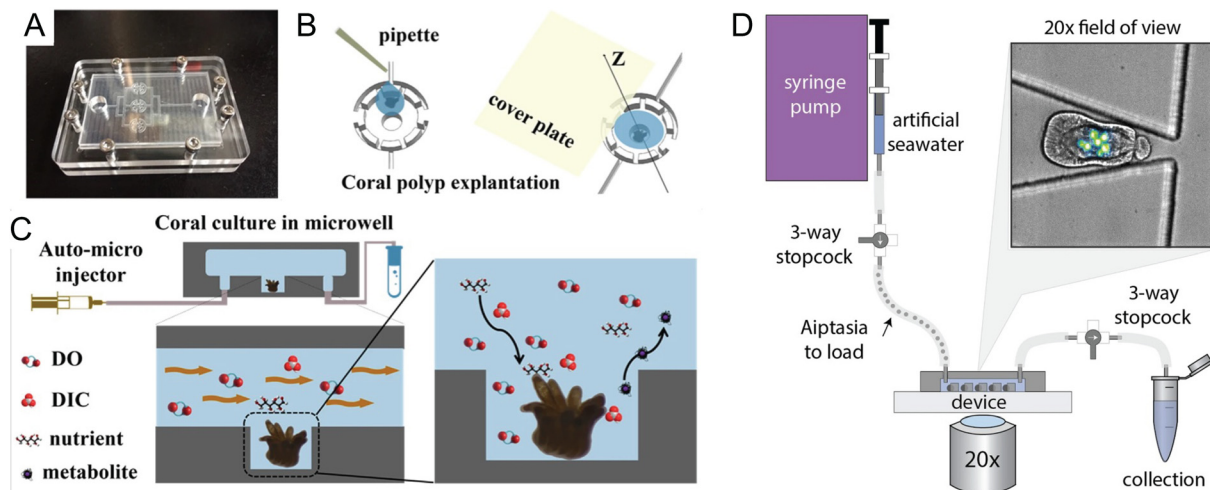 A
B
pipette
Z
cover plate
Coral polyp explantation
C
Coral culture in microwell
Auto-micro
injector
DO
DIC
nutrient
metabolite
D
syringe
pump
artificial
seawater
20x field of view
3-way
stopcock
Aiptasia
to load
3-way
stopcock
device
20x
collection